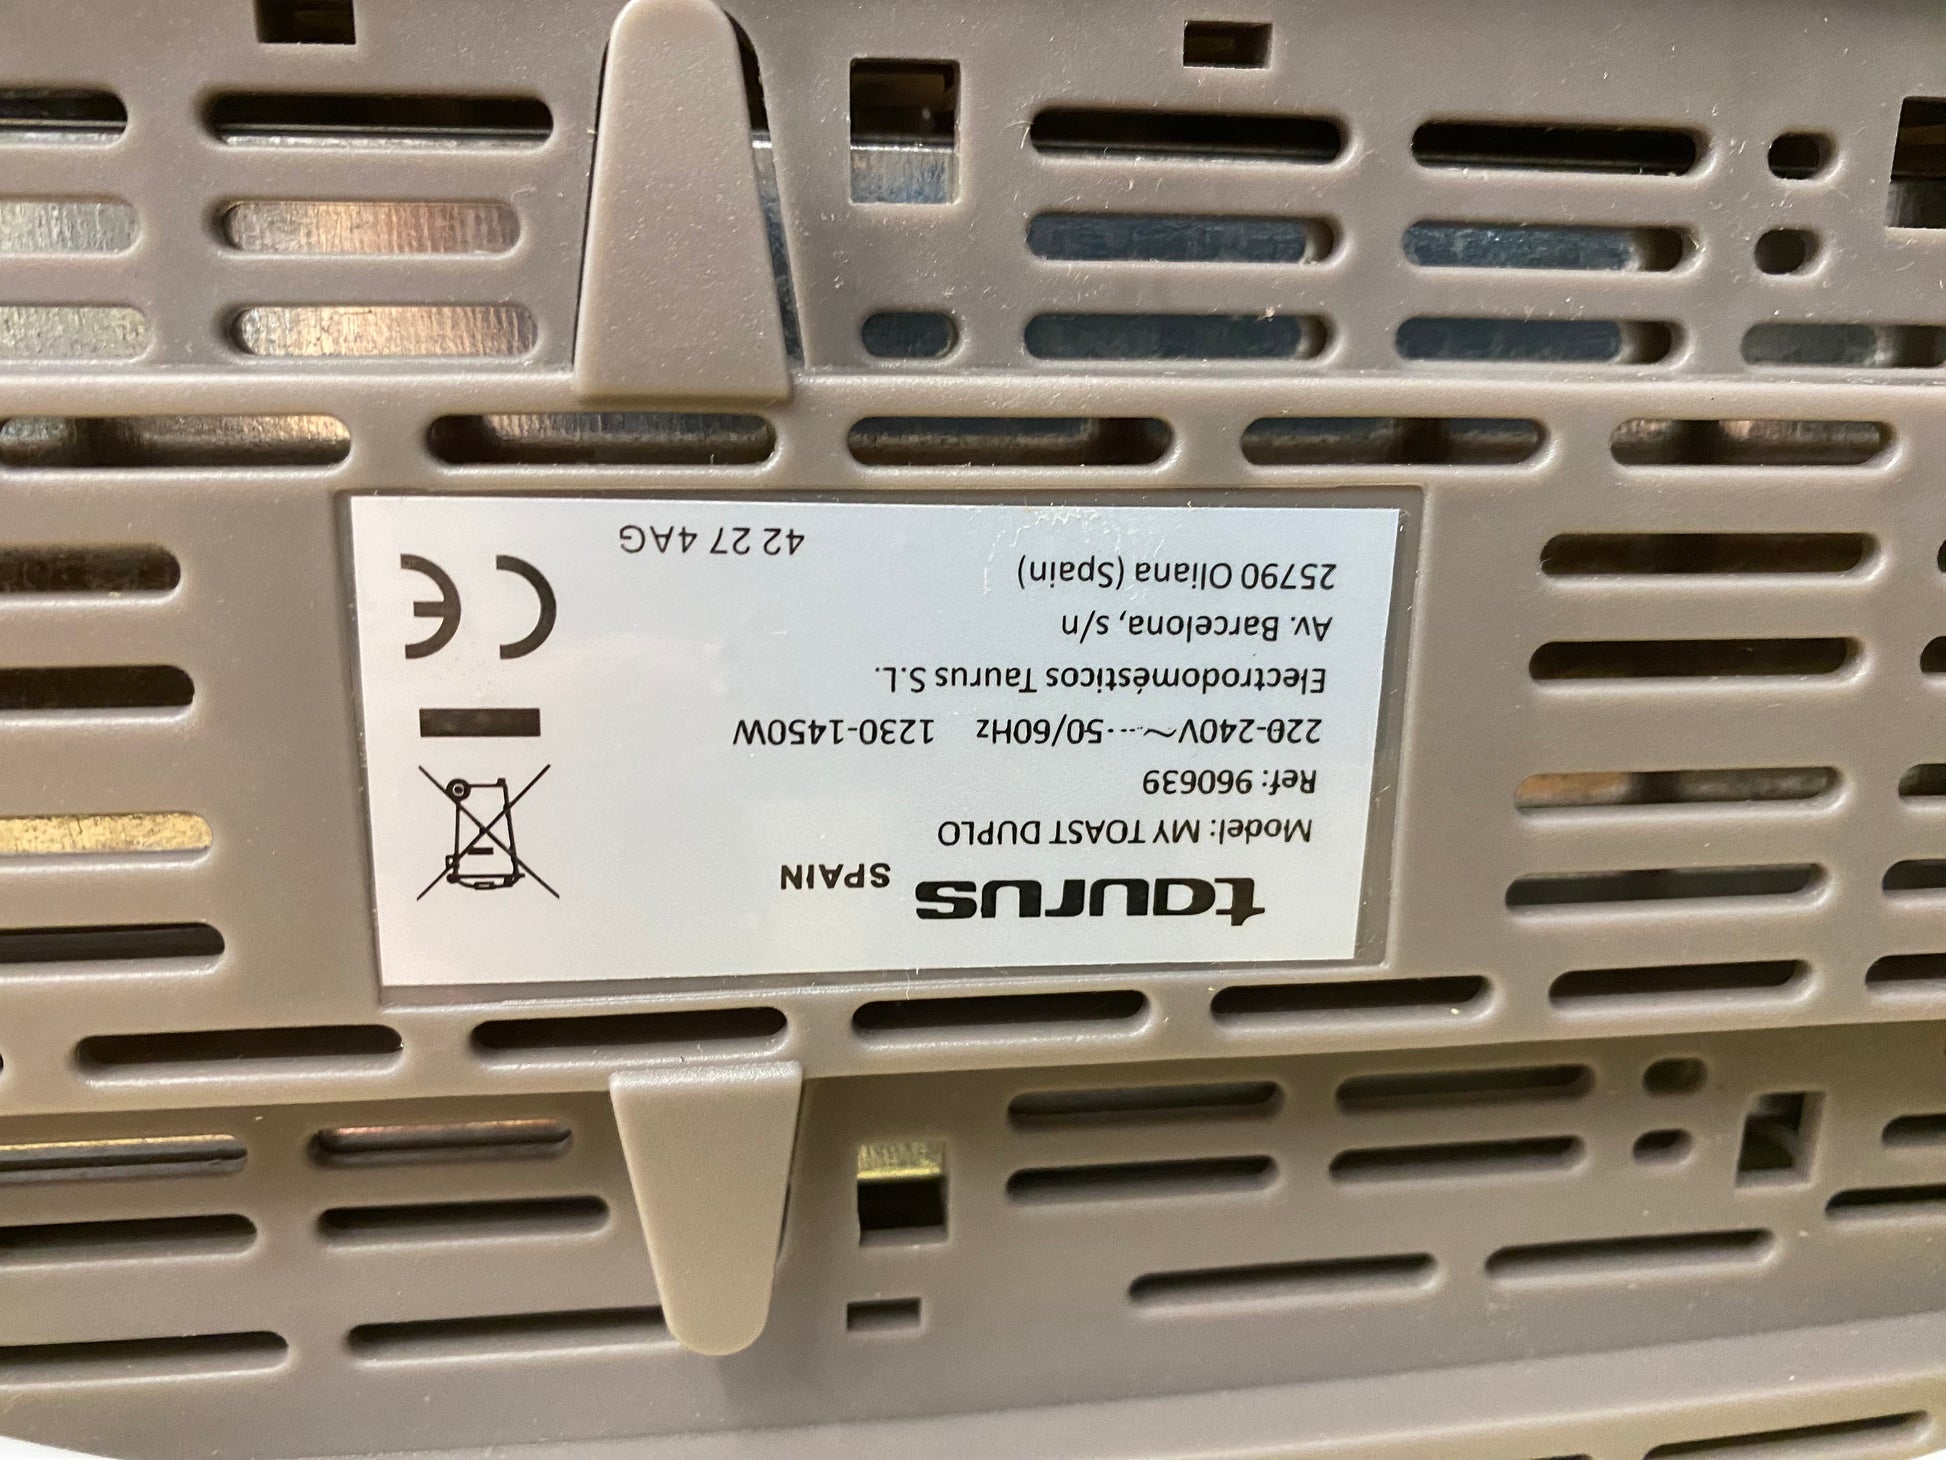 taurus SPAIN
Model: MY TOAST DUPLO
Ref: 960639
220-240V~ 50/60Hz 1230-1450W
Electrodomésticos Taurus S.L.
Av. Barcelona, s/n
25790 Oliana (Spain)
42 27 4AG
CE